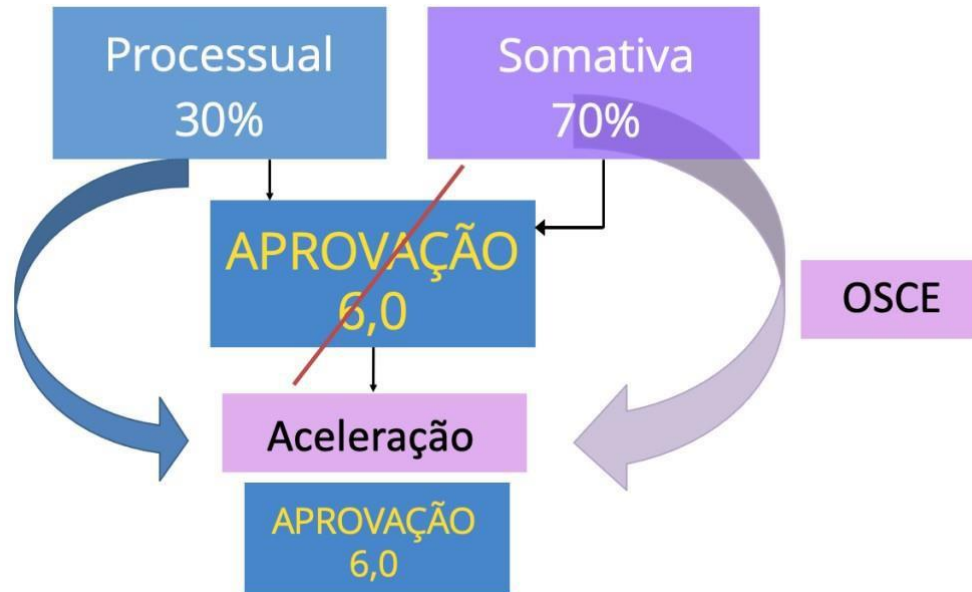 Processual
30%
Somativa
70%
APROVAÇÃO
6,0
OSCE
Aceleração
APROVAÇÃO
6,0